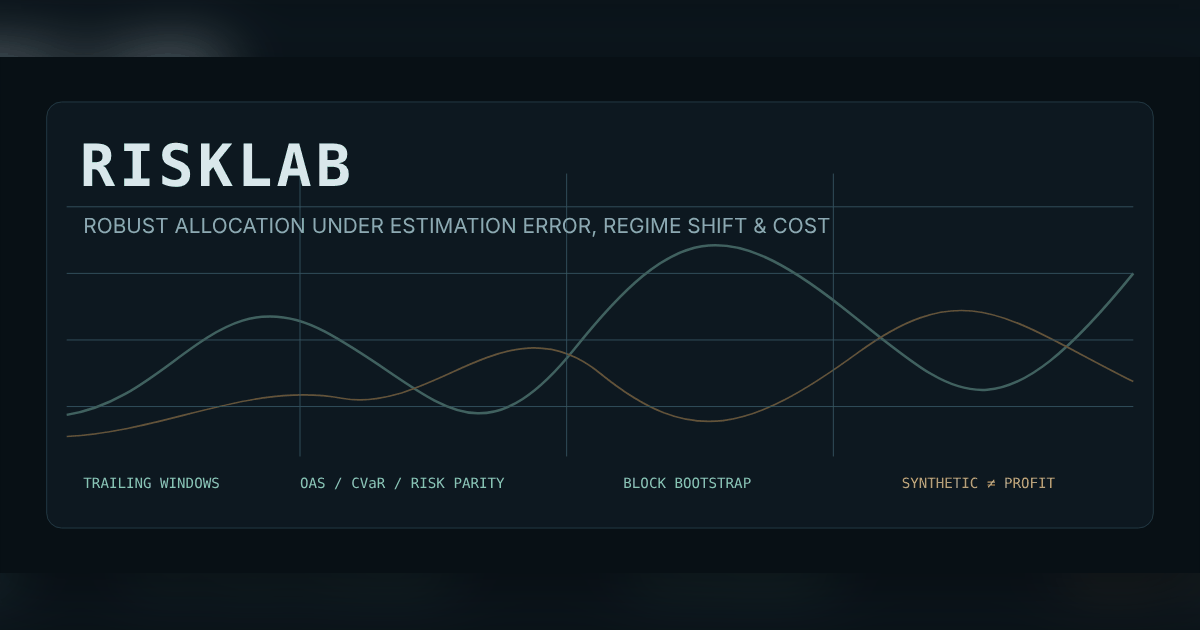 RISKLAB
ROBUST ALLOCATION UNDER ESTIMATION ERROR, REGIME SHIFT & COST
TRAILING WINDOWS
OAS / CVaR / RISK PARITY
BLOCK BOOTSTRAP
SYNTHETIC ≠ PROFIT